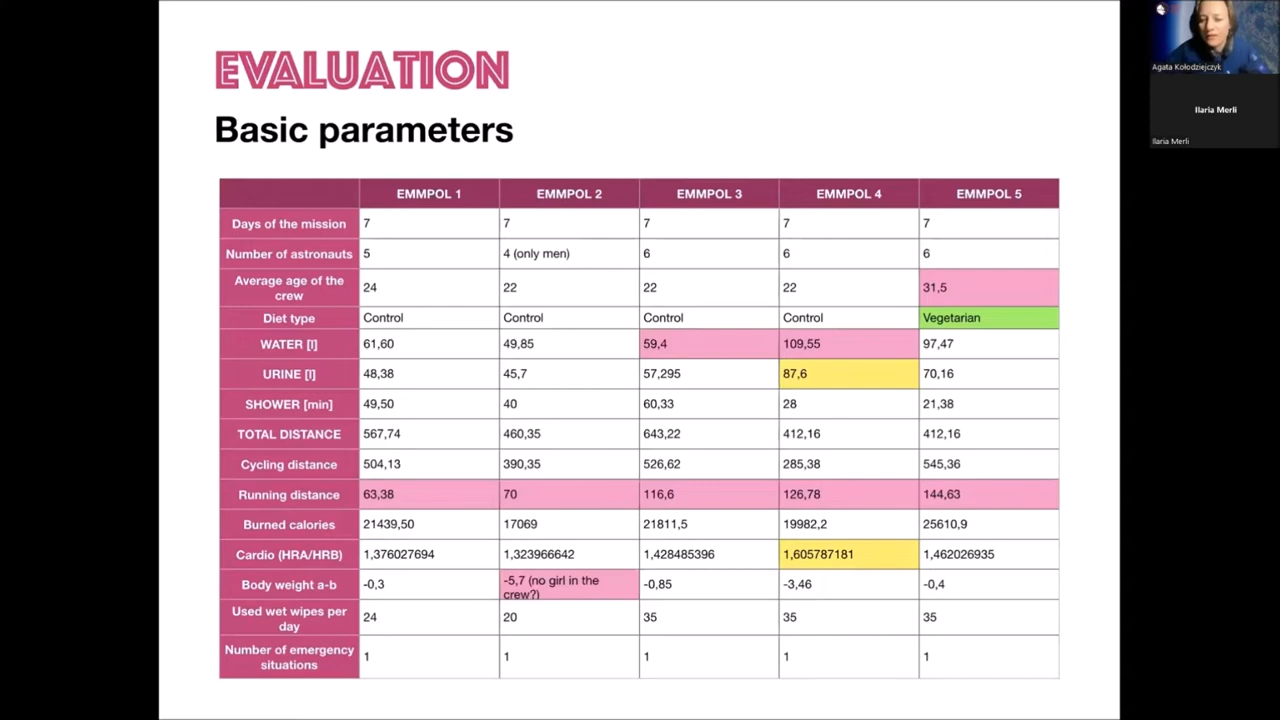 EVALUATION
Basic parameters
EMMPOL 1 EMMPOL 2 EMMPOL 3 EMMPOL 4 EMMPOL 5
Days of the mission 7 7 7 7 7
Number of astronauts 5 4 (only men) 6 6 6
Average age of the
crew 24 22 22 22 31,5
Diet type Control Control Control Control Vegetarian
WATER [l] 61,60 49,85 59,4 109,55 97,47
URINE [l] 48,38 45,7 57,295 87,6 70,16
SHOWER [min] 49,50 40 60,33 28 21,38
TOTAL DISTANCE 567,74 460,35 643,22 412,16 412,16
Cycling distance 504,13 390,35 526,62 285,38 545,36
Running distance 63,38 70 116,6 126,78 144,63
Burned calories 21439,50 17069 21811,5 19982,2 25610,9
Cardio (HRA/HRB) 1,376027694 1,323966642 1,428485396 1,605787181 1,462026935
Body weight a-b -0,3 -5,7 (no girl in the
crew?) -0,85 -3,46 -0,4
Used wet wipes per
day 24 20 35 35 35
Number of emergency
situations 1 1 1 1 1
Agata Kołodziejczyk
Ilaria Merli
Ilaria Merli